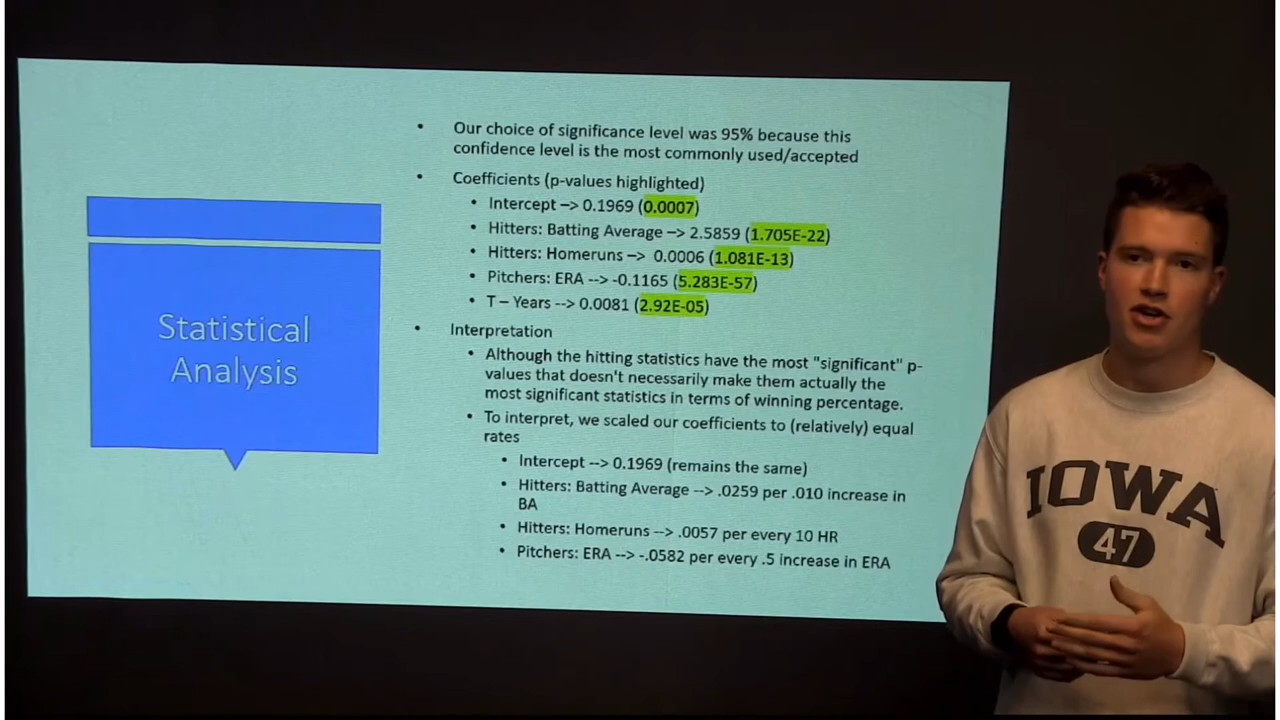 Statistical
Analysis
• Our choice of significance level was 95% because this
confidence level is the most commonly used/accepted
• Coefficients (p-values highlighted)
• Intercept –> 0.1969 (0.0007)
• Hitters: Batting Average –> 2.5859 (1.705E-22)
• Hitters: Homeruns –> 0.0006 (1.081E-13)
• Pitchers: ERA --> -0.1165 (5.283E-57)
• T – Years --> 0.0081 (2.92E-05)
• Interpretation
• Although the hitting statistics have the most "significant" p-
values that doesn't necessarily make them actually the
most significant statistics in terms of winning percentage.
• To interpret, we scaled our coefficients to (relatively) equal
rates
• Intercept --> 0.1969 (remains the same)
• Hitters: Batting Average --> .0259 per .010 increase in
BA
• Hitters: Homeruns --> .0057 per every 10 HR
• Pitchers: ERA --> -.0582 per every .5 increase in ERA
IOWA
47